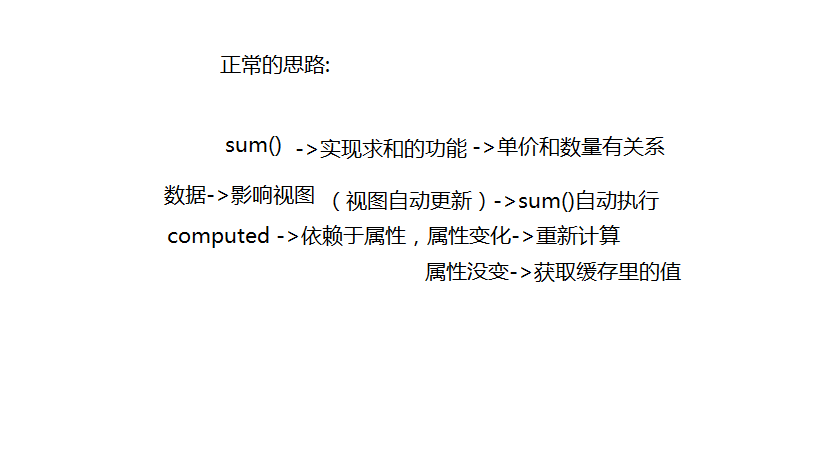 正常的思路:
sum() ->实现求和的功能 ->单价和数量有关系
数据->影响视图 （视图自动更新）->sum()自动执行
computed ->依赖于属性，属性变化->重新计算
属性没变->获取缓存里的值